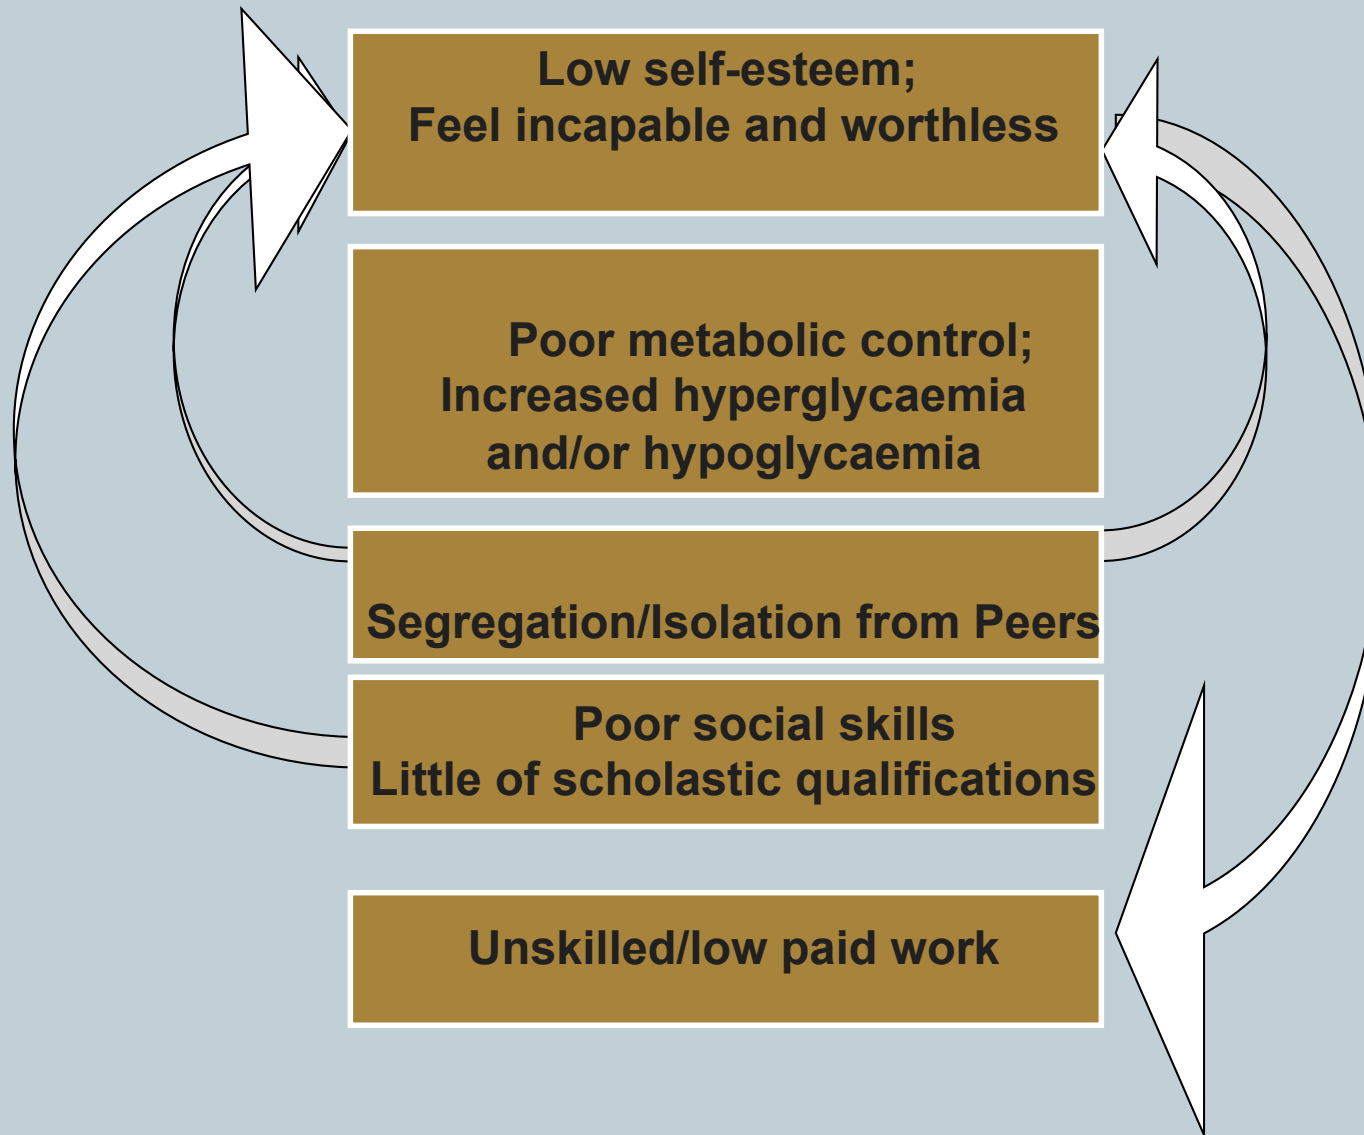 Low self-esteem;
Feel incapable and worthless
Poor metabolic control;
Increased hyperglycaemia
and/or hypoglycaemia
Segregation/Isolation from Peers
Poor social skills
Little of scholastic qualifications
Unskilled/low paid work